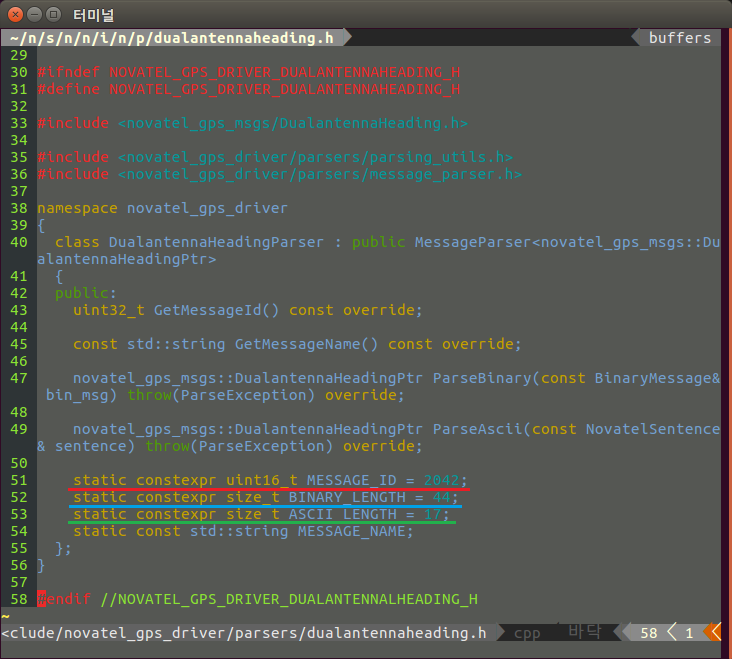 터미널
~/n/s/n/n/i/n/p/dualantennaheading.h buffers
29
30 #ifndef NOVATEL_GPS_DRIVER_DUALANTENNAHEADING_H
31 #define NOVATEL_GPS_DRIVER_DUALANTENNAHEADING_H
32
33 #include <novatel_gps_msgs/DualantennaHeading.h>
34
35 #include <novatel_gps_driver/parsers/parsing_utils.h>
36 #include <novatel_gps_driver/parsers/message_parser.h>
37
38 namespace novatel_gps_driver
39 {
40   class DualantennaHeadingParser : public MessageParser<novatel_gps_msgs::Du
alantennaHeadingPtr>
41   {
42   public:
43     uint32_t GetMessageId() const override;
44
45     const std::string GetMessageName() const override;
46
47     novatel_gps_msgs::DualantennaHeadingPtr ParseBinary(const BinaryMessage&
bin_msg) throw(ParseException) override;
48
49     novatel_gps_msgs::DualantennaHeadingPtr ParseAscii(const NovatelSentence
& sentence) throw(ParseException) override;
50
51     static constexpr uint16_t MESSAGE_ID = 2042;
52     static constexpr size_t BINARY_LENGTH = 44;
53     static constexpr size_t ASCII_LENGTH = 17;
54     static const std::string MESSAGE_NAME;
55   };
56 }
57
58 #endif //NOVATEL_GPS_DRIVER_DUALANTENNALHEADING_H
~
<clude/novatel_gps_driver/parsers/dualantennaheading.h cpp 바닥 58 1